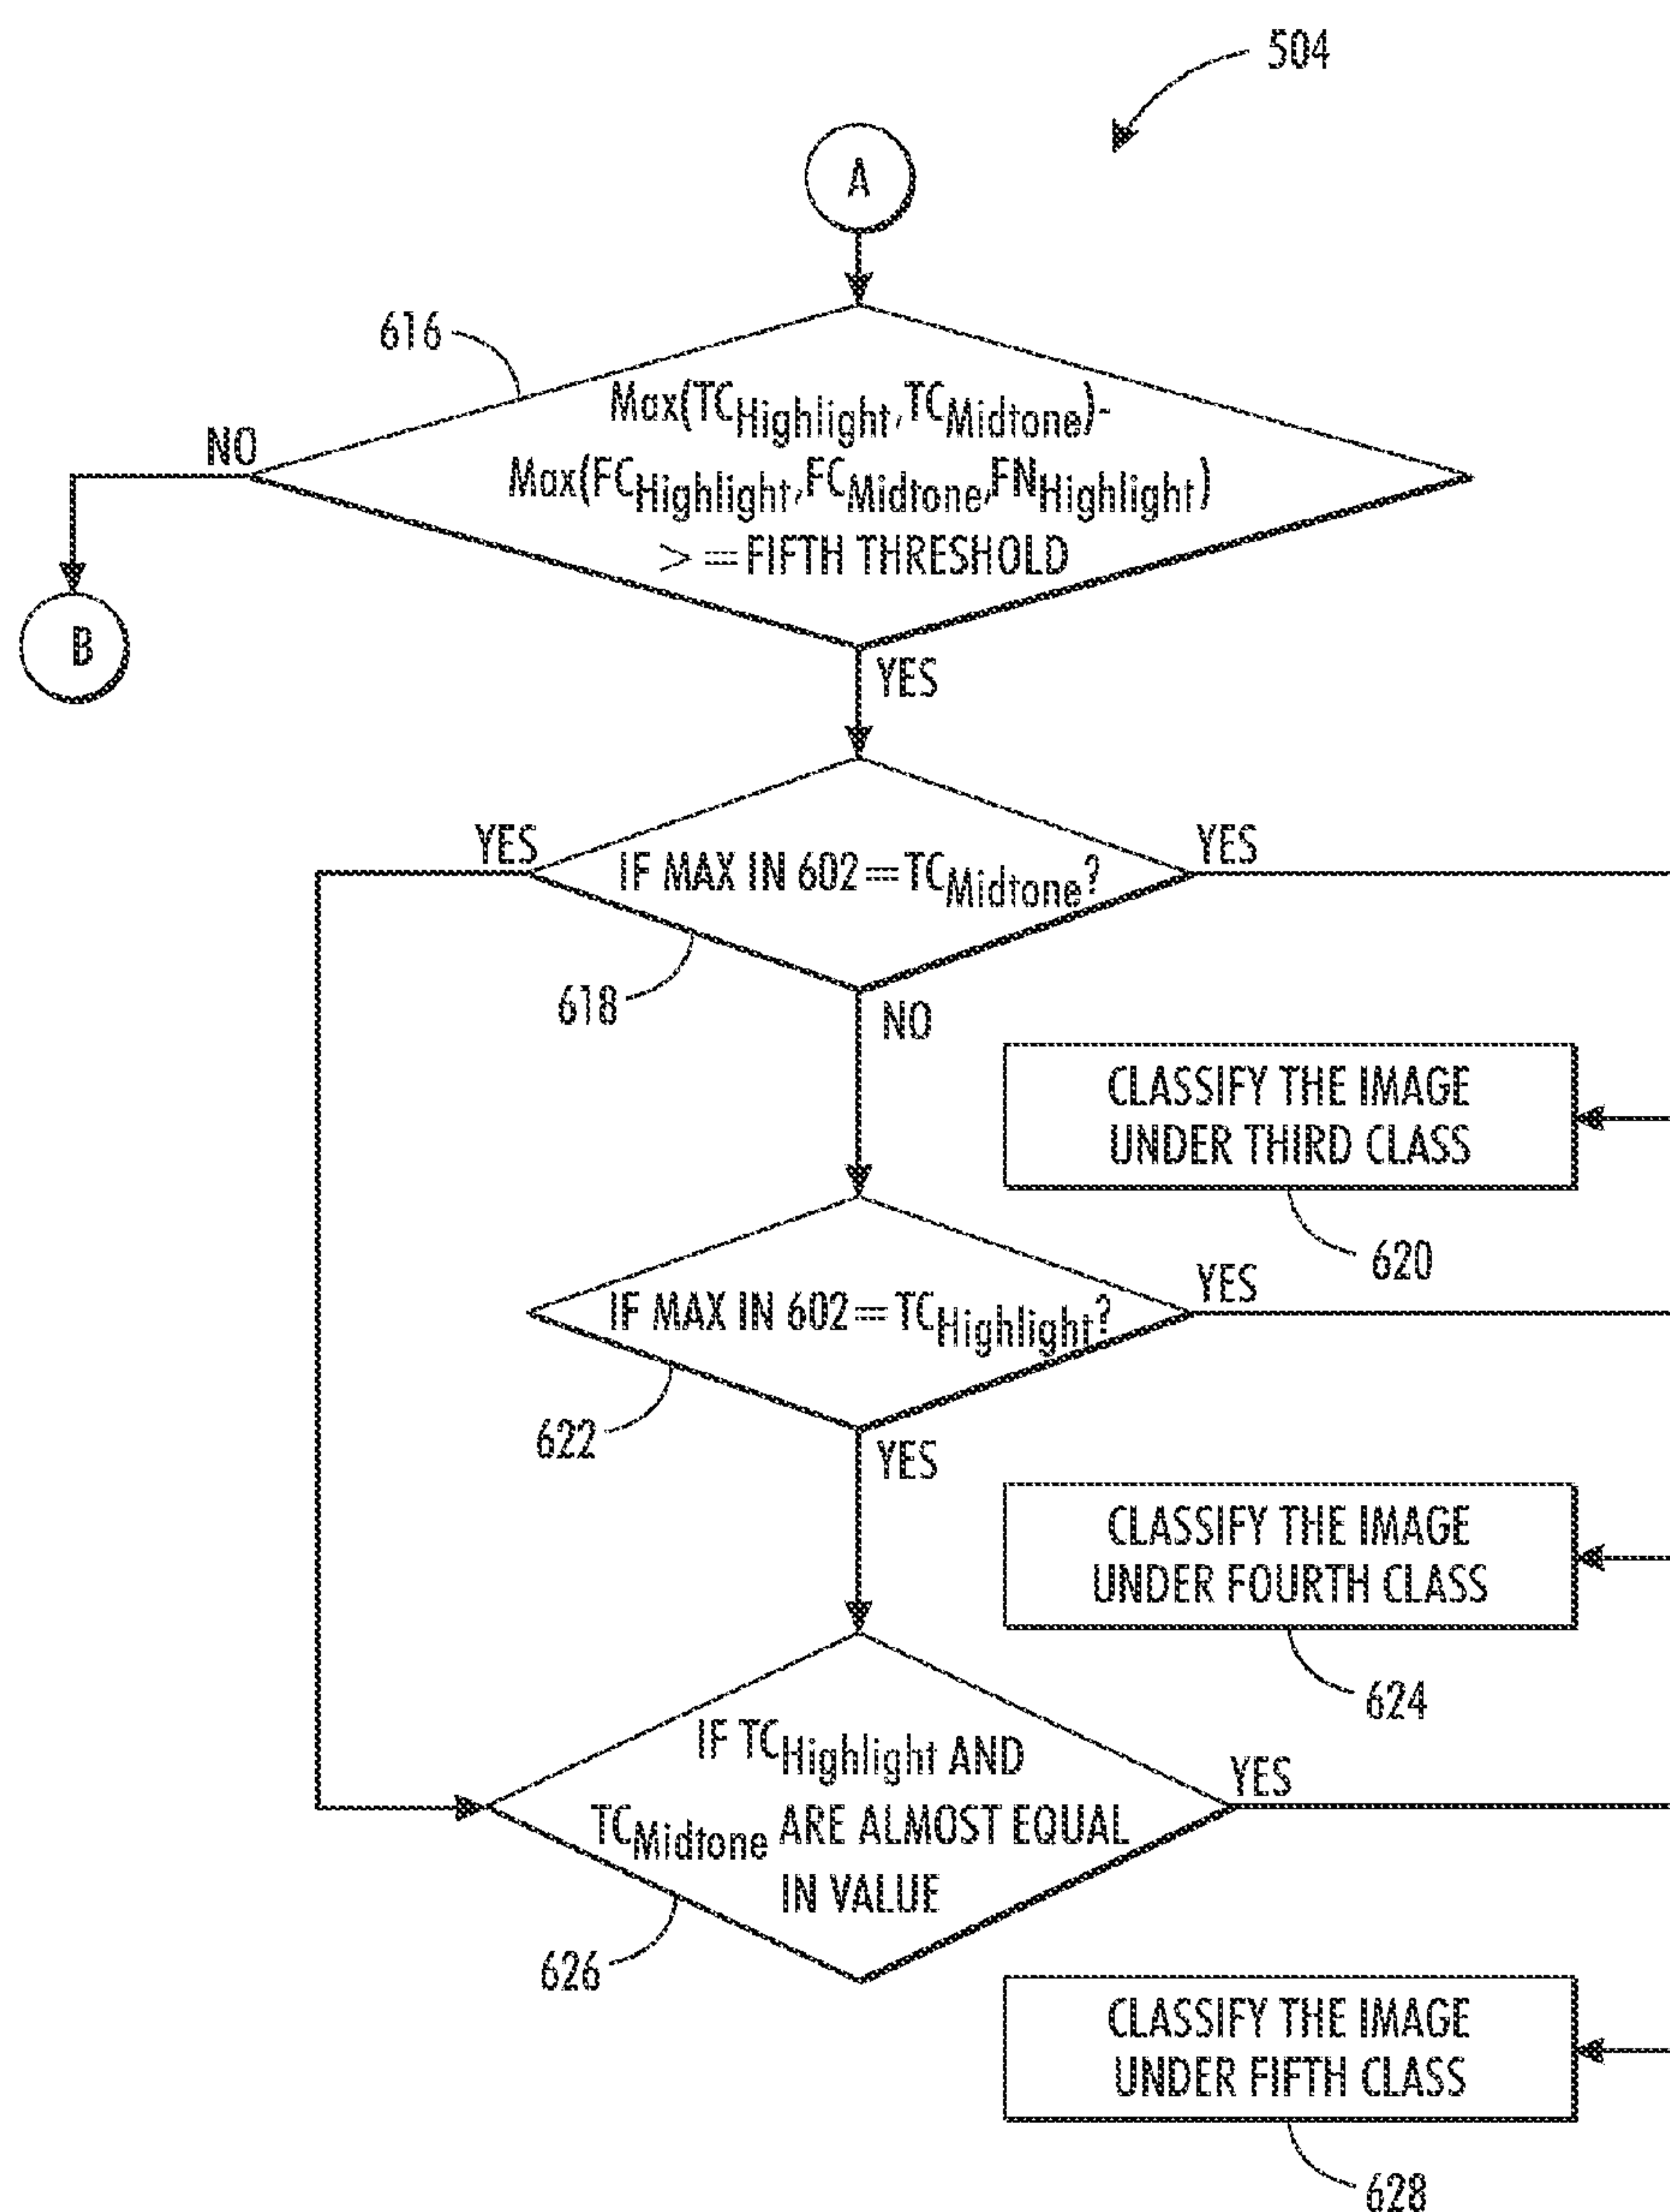 504
A
616
Max(TCHighlight,TCMidtone)-
NO
Max(FCHighlight,FCMidtone,FNHighlight)
>==FIFTH THRESHOLD
B
YES
YES
YES
IF MAX IN 602==TCMidtone?
618
NO
CLASSIFY THE IMAGE
UNDER THIRD CLASS
620
YES
IF MAX IN 602==TCHighlight?
622
YES
CLASSIFY THE IMAGE
UNDER FOURTH CLASS
624
IF TCHighlight AND
YES
TCMidtone ARE ALMOST EQUAL
IN VALUE
626
CLASSIFY THE IMAGE
UNDER FIFTH CLASS
628